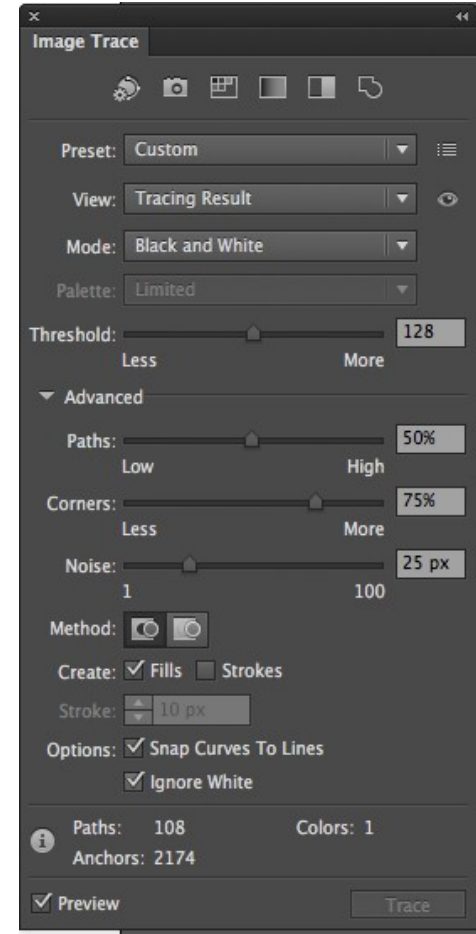 Image Trace
Preset: Custom
View: Tracing Result
Mode: Black and White
Palette: Limited
Threshold: 128
Less More
Advanced
Paths: 50%
Low High
Corners: 75%
Less More
Noise: 25 px
1 100
Method:
Create: Fills Strokes
Stroke: 10 px
Options: Snap Curves To Lines
Ignore White
Paths: 108 Colors: 1
Anchors: 2174
Preview Trace